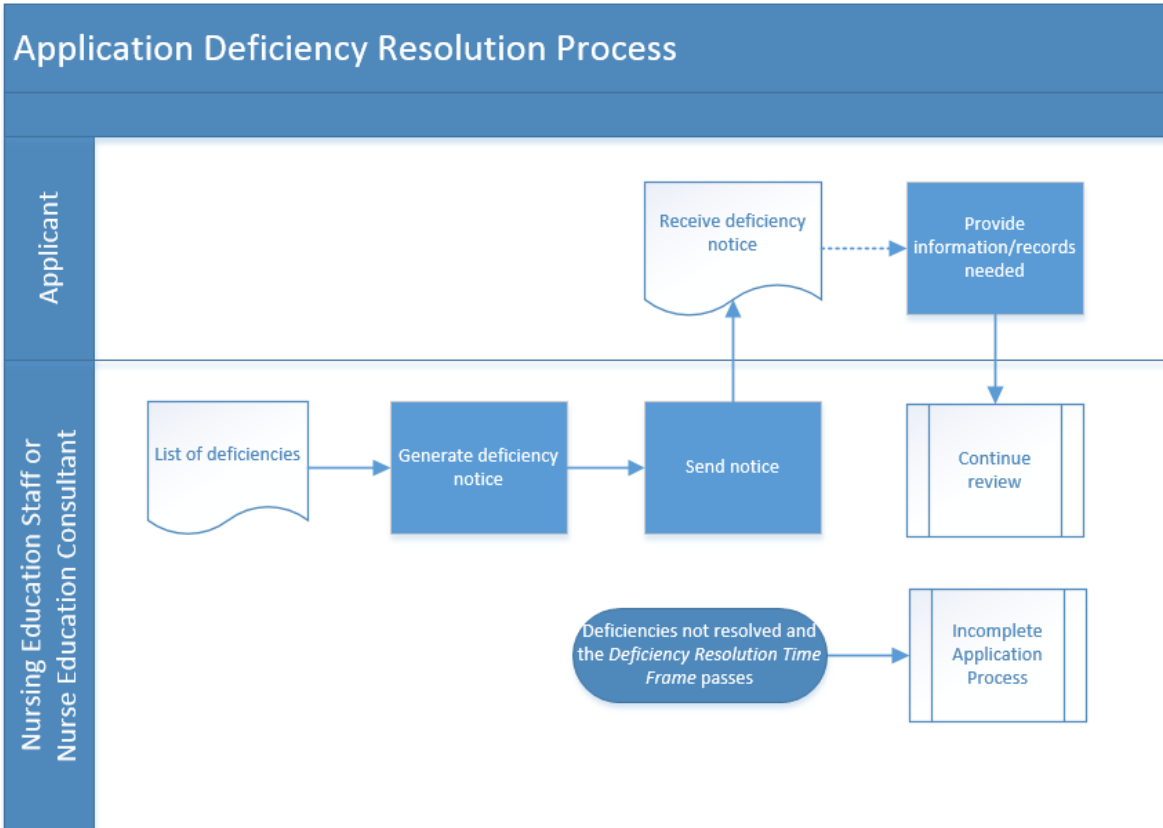 Application Deficiency Resolution Process
Applicant
Receive deficiency
notice
Provide
information/records
needed
Nursing Education Staff or
Nurse Education Consultant
List of deficiencies
Generate deficiency
notice
Send notice
Continue
review
Deficiencies not resolved and
the Deficiency Resolution Time
Frame passes
Incomplete
Application
Process